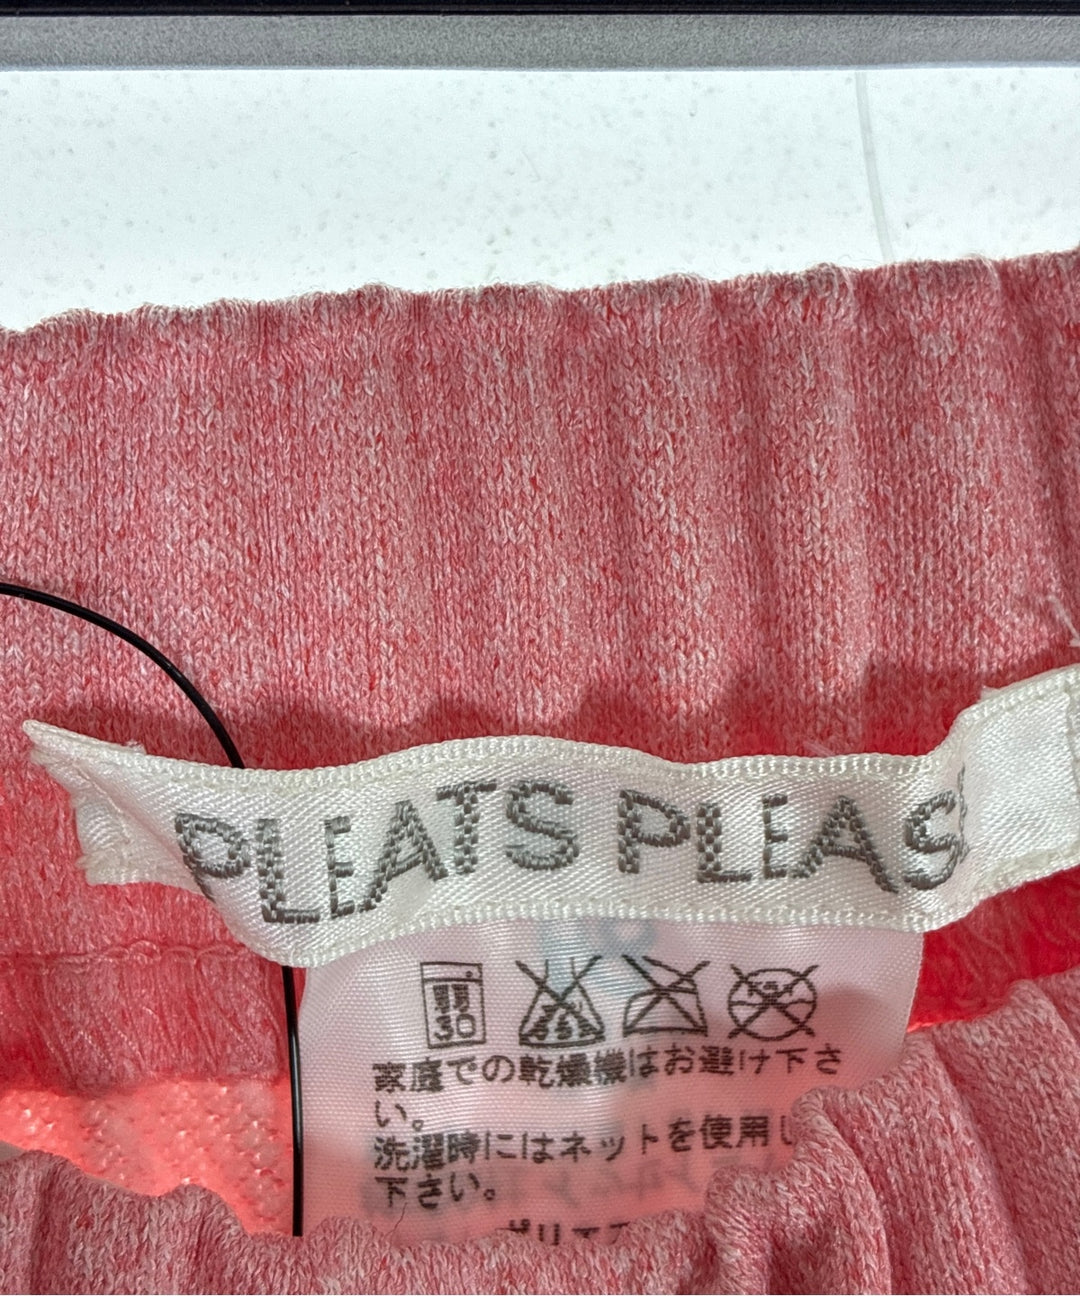 PLEATS PLEASE
30
家庭での乾燥機はお避け下さ
い。
洗濯時にはネットを使用し
下さい。